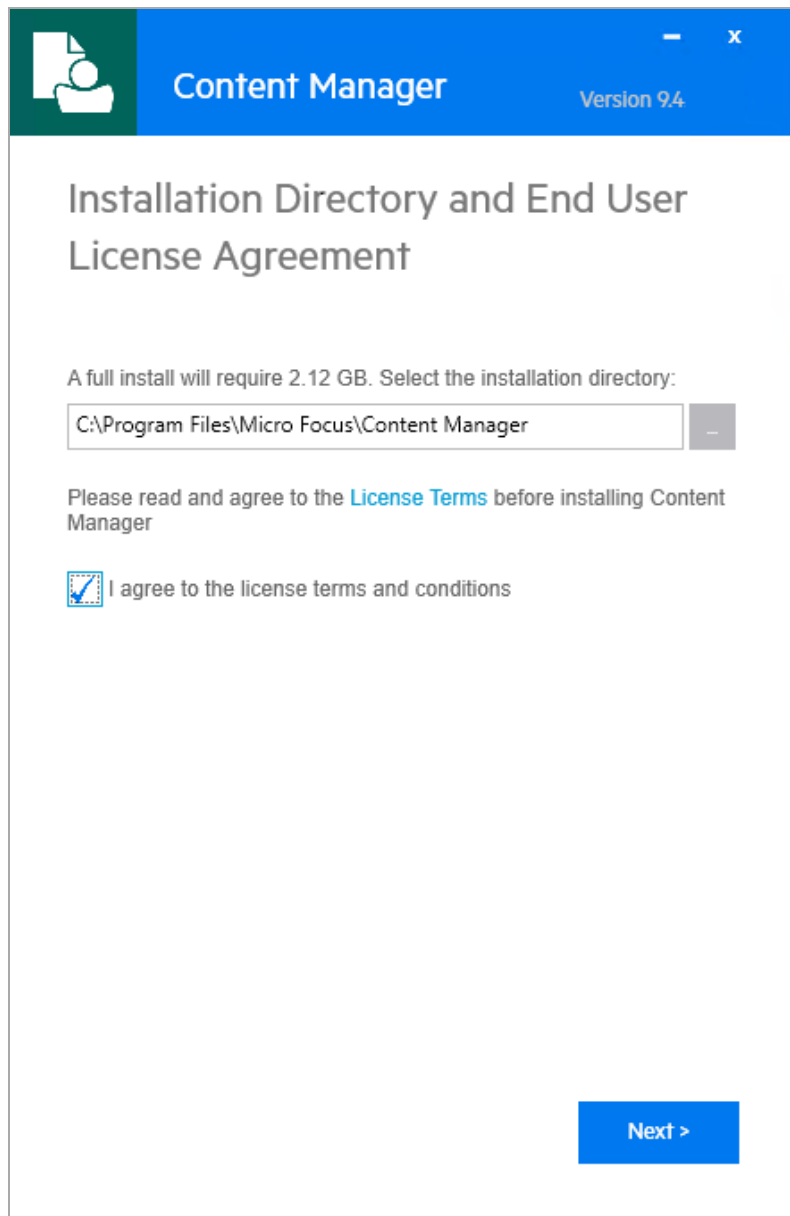 x
Content Manager
Version 9.4
Installation Directory and End User
License Agreement
A full install will require 2.12 GB. Select the installation directory:
C:\Program Files\Micro Focus\Content Manager
Please read and agree to the License Terms before installing Content
Manager
I agree to the license terms and conditions
Next >